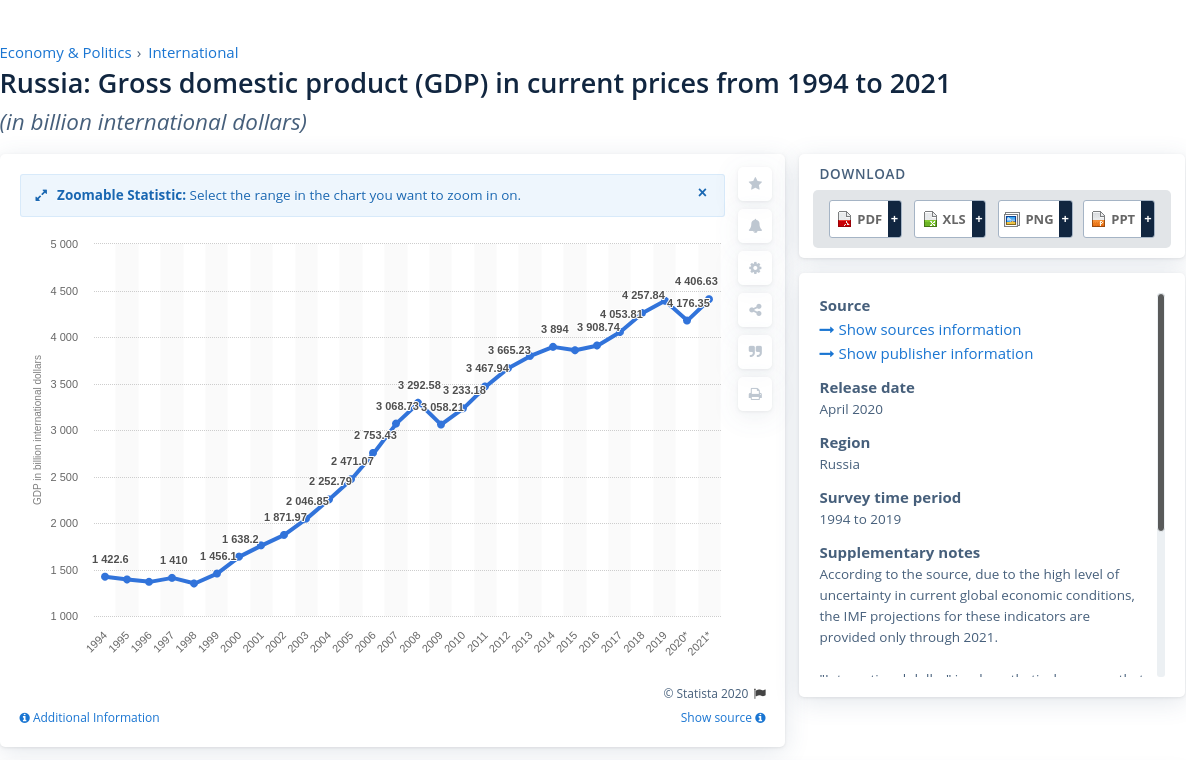 Economy & Politics › International
Russia: Gross domestic product (GDP) in current prices from 1994 to 2021
(in billion international dollars)
Zoomable Statistic: Select the range in the chart you want to zoom in on.
×
GDP in billion international dollars
5 000
4 500
4 000
3 500
3 000
2 500
2 000
1 500
1 000
1 422.6
1 410
1 456.1
1 638.2
1 871.97
2 046.85
2 252.79
2 471.07
2 753.43
3 068.73
3 292.58
3 058.21
3 233.18
3 467.94
3 665.23
3 894
3 908.74
4 053.81
4 257.84
4 176.35
4 406.63
1994 1995 1996 1997 1998 1999 2000 2001 2002 2003 2004 2005 2006 2007 2008 2009 2010 2011 2012 2013 2014 2015 2016 2017 2018 2019 2020* 2021*
© Statista 2020
Additional Information
Show source
DOWNLOAD
PDF + XLS + PNG + PPT +
Source
Show sources information
Show publisher information
Release date
April 2020
Region
Russia
Survey time period
1994 to 2019
Supplementary notes
According to the source, due to the high level of
uncertainty in current global economic conditions,
the IMF projections for these indicators are
provided only through 2021.